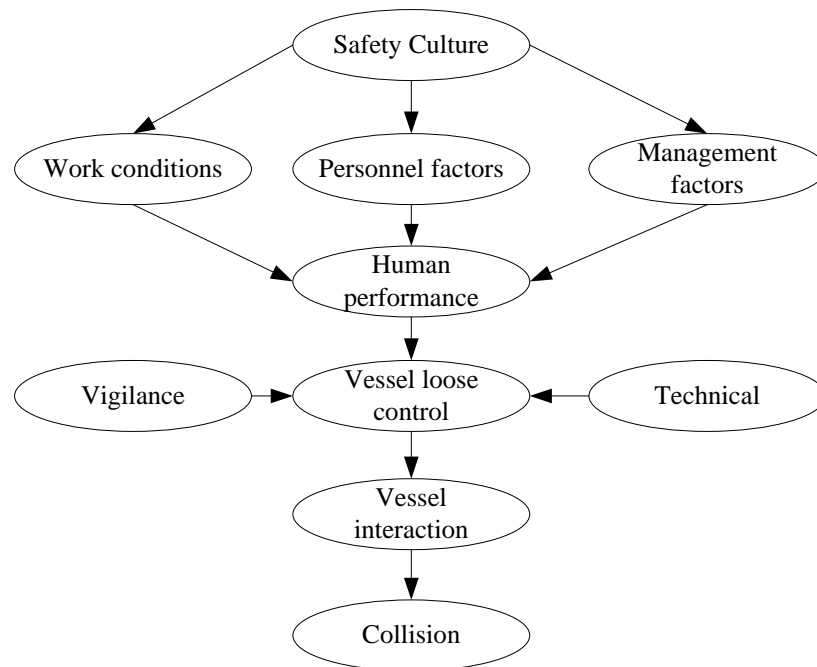 Safety Culture
Work conditions
Personnel factors
Management
factors
Human
performance
Vigilance
Vessel loose
control
Technical
Vessel
interaction
Collision